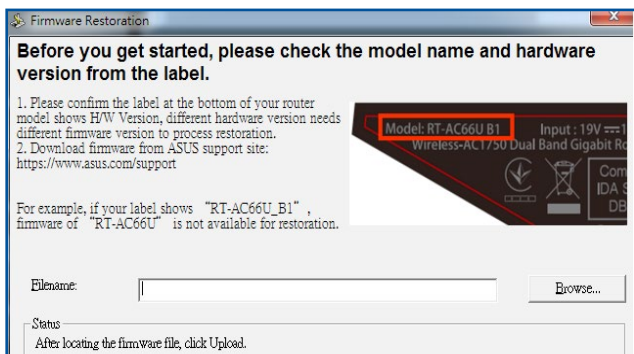 Firmware Restoration
Before you get started, please check the model name and hardware
version from the label.
1. Please confirm the label at the bottom of your router
model shows H/W Version, different hardware version needs
different firmware version to process restoration.
2. Download firmware from ASUS support site:
https://www.asus.com/support
For example, if your label shows “RT-AC66U_B1” ,
firmware of “RT-AC66U” is not available for restoration.
Model: RT-AC66U B1 Input : 19V
Wireless-AC1750 Dual Band Gigabit
Com
IDA
DB
Filename:
Browse...
Status
After locating the firmware file, click Upload.